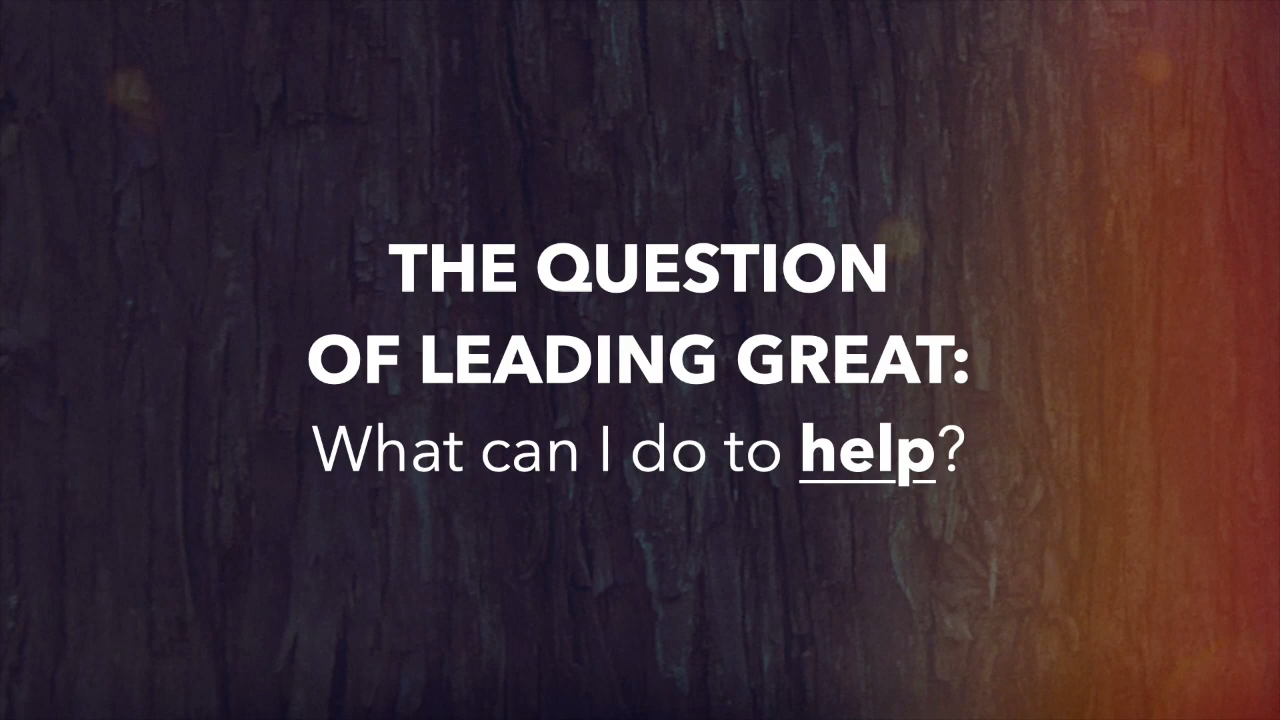 THE QUESTION
OF LEADING GREAT:
What can I do to help?